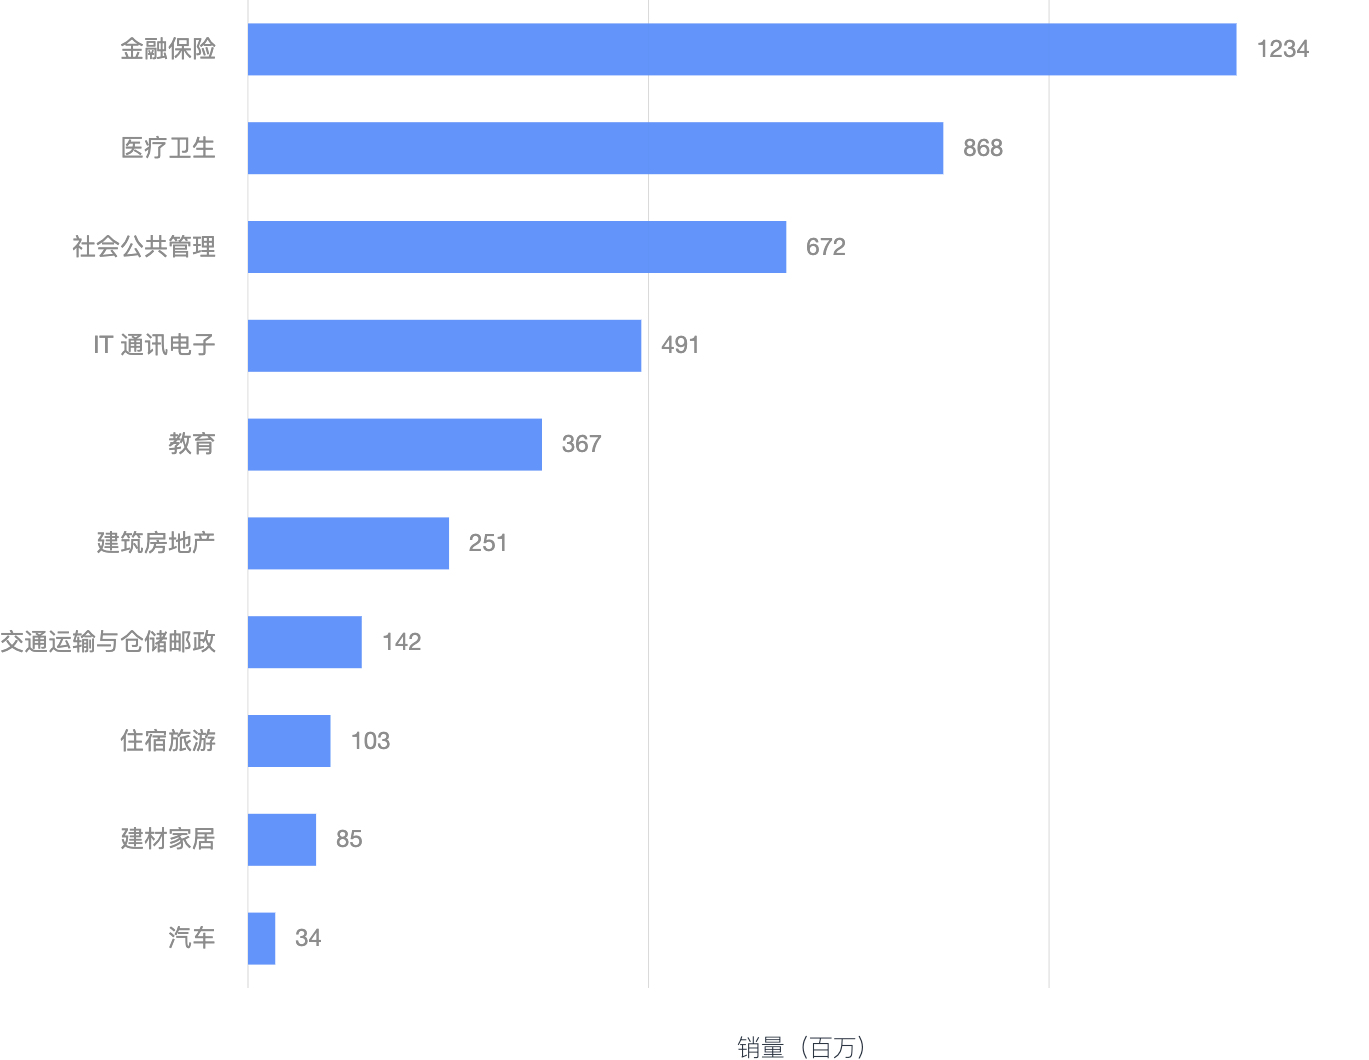 金融保险 1234
医疗卫生 868
社会公共管理 672
IT 通讯电子 491
教育 367
建筑房地产 251
交通运输与仓储邮政 142
住宿旅游 103
建材家居 85
汽车 34
销量（百万）